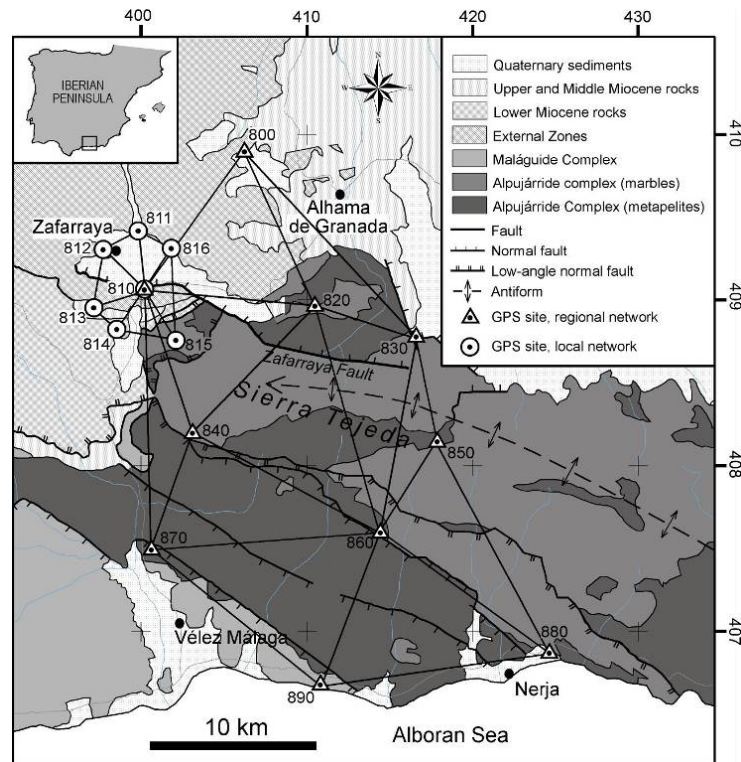 400
410
420
430
IBERIAN
PENINSULA
N
W
E
S
Quaternary sediments
Upper and Middle Miocene rocks
Lower Miocene rocks
External Zones
Maláguide Complex
Alpujárride complex (marbles)
Alpujárride Complex (metapelites)
Fault
Normal fault
Low-angle normal fault
Antiform
GPS site, regional network
GPS site, local network
410
409
408
407
800
Alhama
de Granada
811
Zafarraya
812
816
810
820
813
814
815
830
Zafarraya Fault
Sierra Tejeda
840
850
870
860
Vélez Málaga
880
890
Nerja
10 km
Alboran Sea